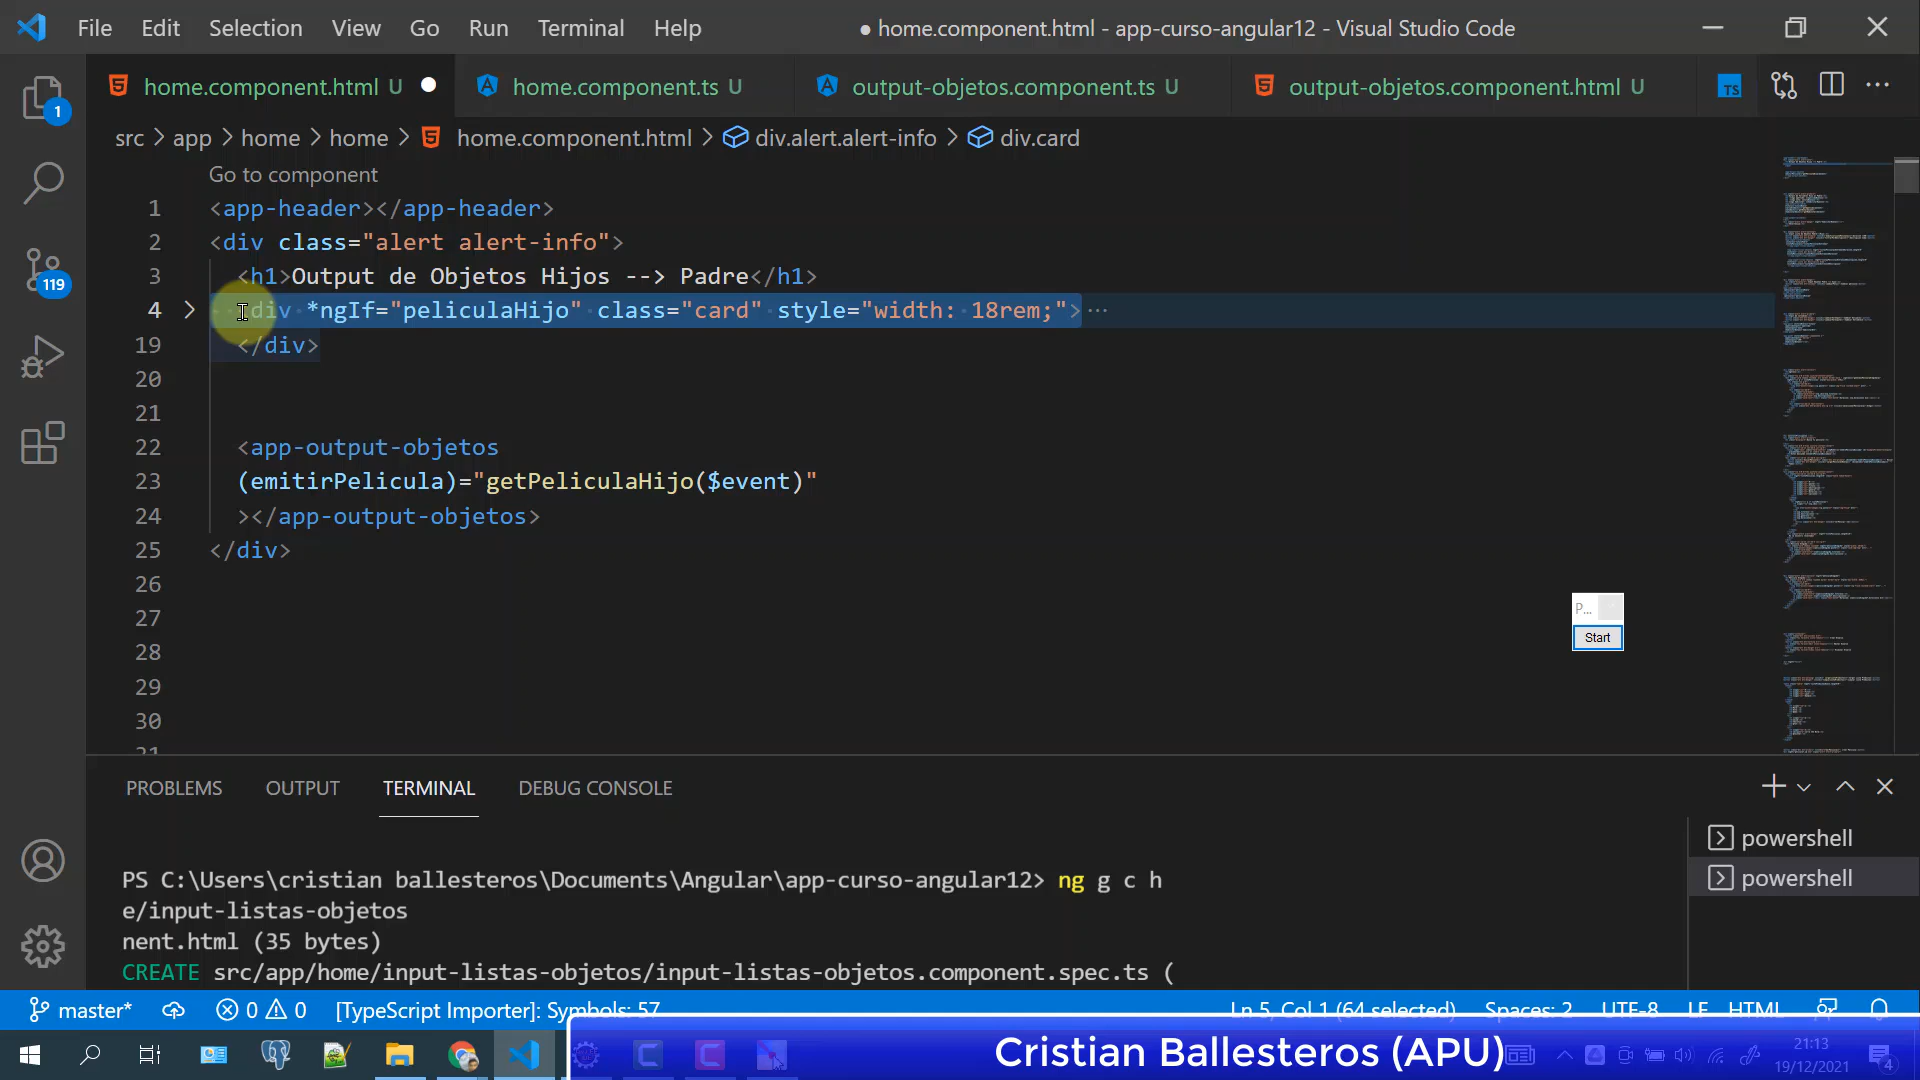 File Edit Selection View Go Run Terminal Help
● home.component.html - app-curso-angular12 - Visual Studio Code
home.component.html U
home.component.ts U
output-objetos.component.ts U
output-objetos.component.html U
TS
src > app > home > home > home.component.html > div.alert.alert-info > div.card
Go to component
1 <app-header></app-header>
2 <div class="alert alert-info">
3 <h1>Output de Objetos Hijos --> Padre</h1>
4 <div *ngIf="peliculaHijo" class="card" style="width: 18rem;"> ···
19 </div>
20
21
22 <app-output-objetos
23 (emitirPelicula)="getPeliculaHijo($event)"
24 ></app-output-objetos>
25 </div>
26
27
28
29
30
31
1
119
P...
Start
PROBLEMS OUTPUT TERMINAL DEBUG CONSOLE
powershell
powershell
PS C:\Users\cristian ballesteros\Documents\Angular\app-curso-angular12> ng g c h
e/input-listas-objetos
nent.html (35 bytes)
CREATE src/app/home/input-listas-objetos/input-listas-objetos.component.spec.ts (
master* 0 0 [TypeScript Importer]: Symbols: 57
Ln 5, Col 1 (64 selected) Spaces: 2 UTF-8 LF HTML
Cristian Ballesteros (APU)
21:13
19/12/2021
4